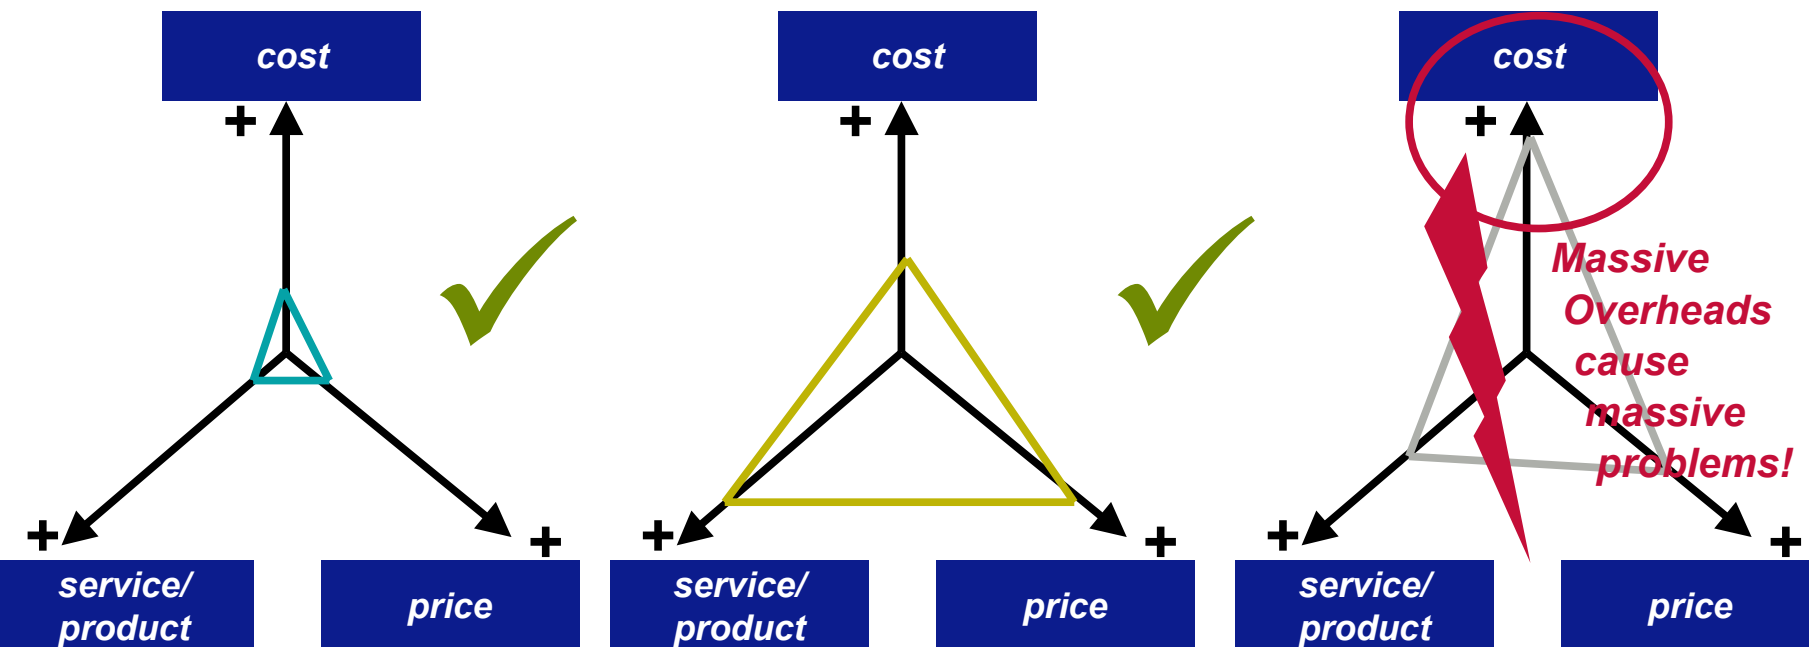 cost
+
+
service/
product
+
price
cost
+
+
service/
product
+
price
cost
+
Massive
Overheads
cause
massive
problems!
+
service/
product
+
price